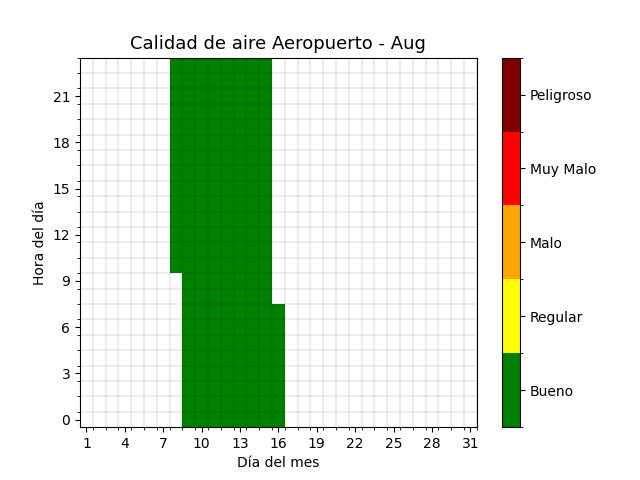 Calidad de aire Aeropuerto - Aug
Hora del día
21
18
15
12
9
6
3
0
1 4 7 10 13 16 19 22 25 28 31
Día del mes
Peligroso
Muy Malo
Malo
Regular
Bueno